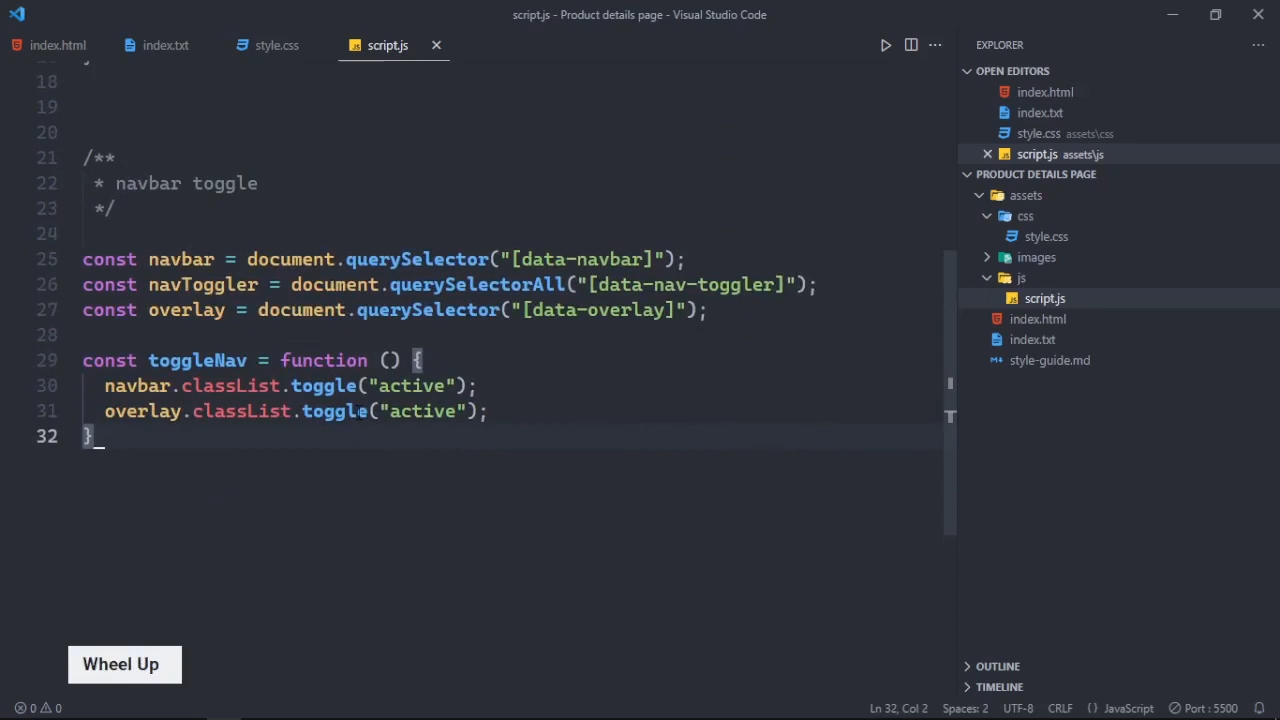 script.js - Product details page - Visual Studio Code
index.html
index.txt
style.css
script.js
18
19
20
21 /**
22 * navbar toggle
23 */
24
25 const navbar = document.querySelector("[data-navbar]");
26 const navToggler = document.querySelectorAll("[data-nav-toggler]");
27 const overlay = document.querySelector("[data-overlay]");
28
29 const toggleNav = function () {
30 navbar.classList.toggle("active");
31 overlay.classList.toggle("active");
32 }
Wheel Up
EXPLORER
OPEN EDITORS
index.html
index.txt
style.css assets\css
script.js assets\js
PRODUCT DETAILS PAGE
assets
css
style.css
images
js
script.js
index.html
index.txt
style-guide.md
OUTLINE
TIMELINE
0 0 Ln 32, Col 2 Spaces: 2 UTF-8 CRLF {} JavaScript Port : 5500